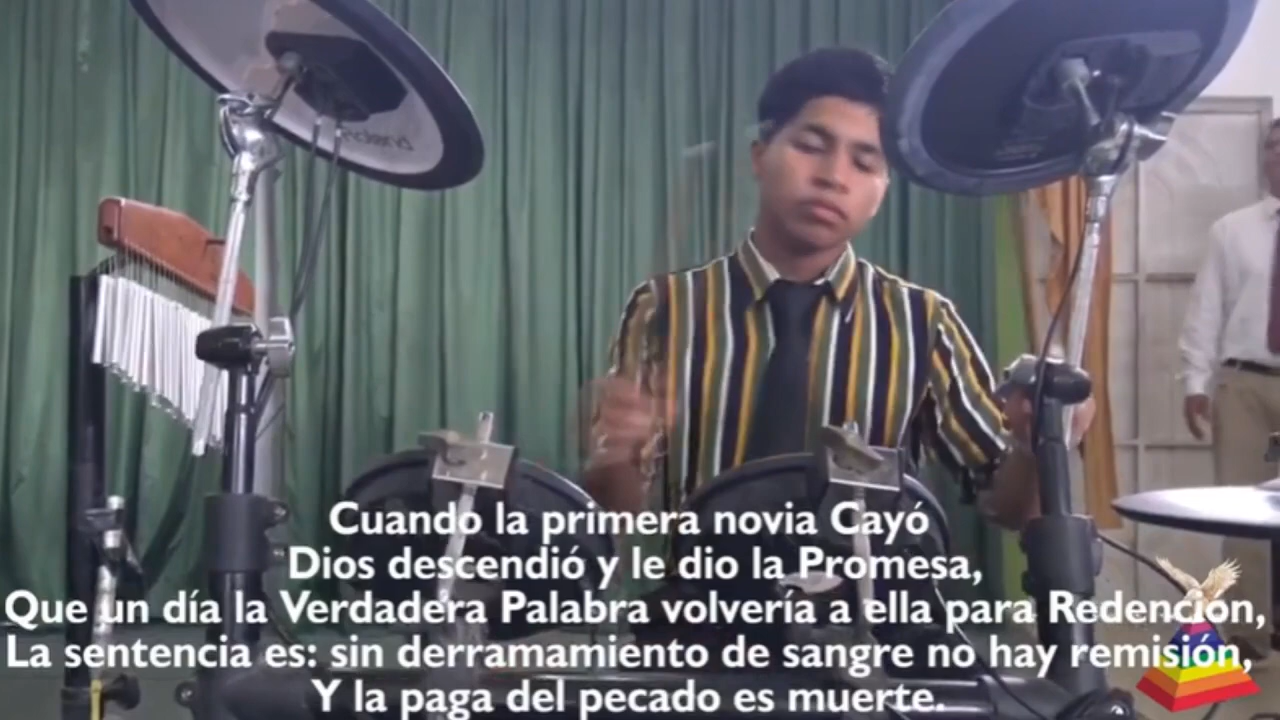 Roland
Cuando la primera novia Cayó
Dios descendió y le dio la Promesa,
Que un día la Verdadera Palabra volvería a ella para Redención,
La sentencia es: sin derramamiento de sangre no hay remisión,
Y la paga del pecado es muerte.